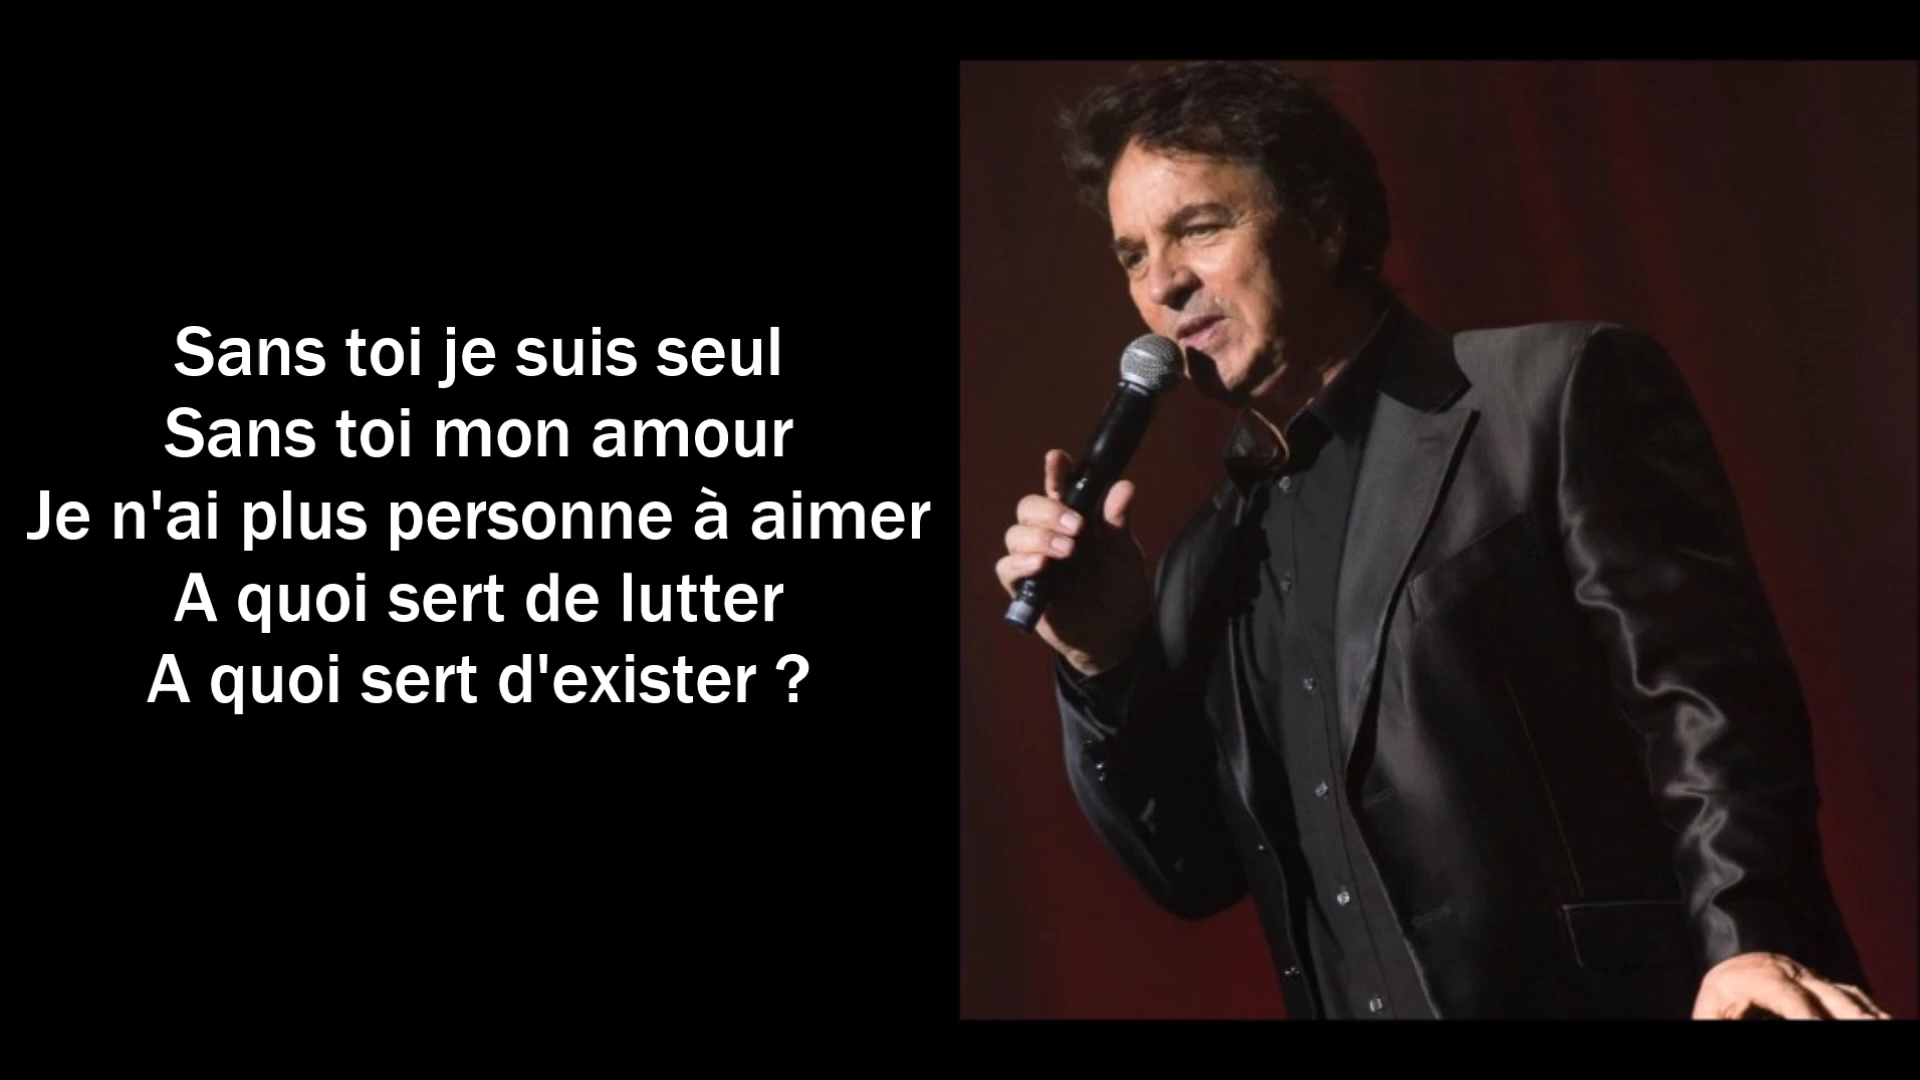 Sans toi je suis seul
Sans toi mon amour
Je n'ai plus personne à aimer
A quoi sert de lutter
A quoi sert d'exister ?